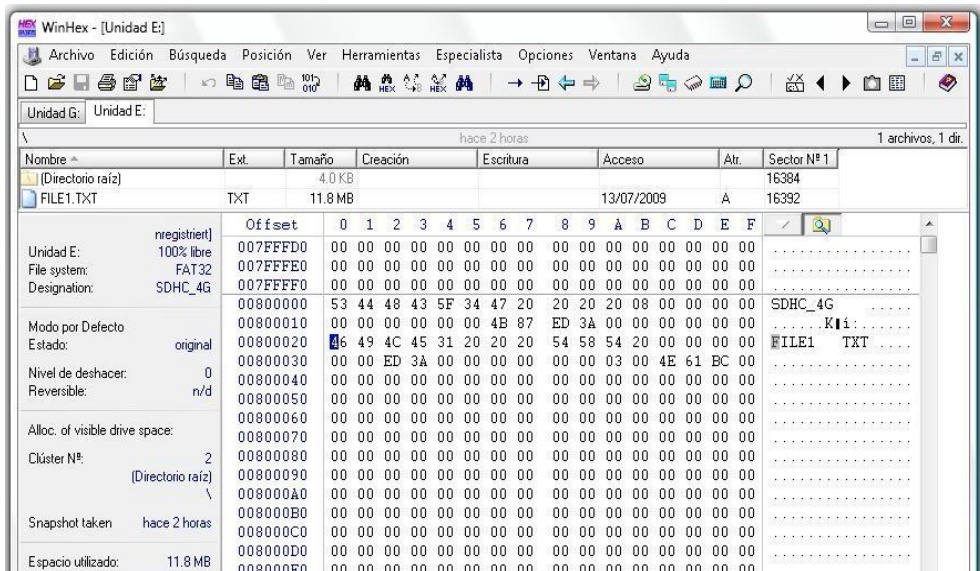 WinHex - [Unidad E:]
Archivo Edición Búsqueda Posición Ver Herramientas Especialista Opciones Ventana Ayuda
Unidad G: Unidad E:
\ hace 2 horas 1 archivos, 1 dir.
Nombre Ext. Tamaño Creación Escritura Acceso Atr. Sector Nº 1
(Directorio raíz) 4.0 KB 16384
FILE1.TXT TXT 11.8 MB 13/07/2009 A 16392
nregistriert]
Unidad E: 100% libre
File system: FAT32
Designation: SDHC_4G
Modo por Defecto
Estado: original
Nivel de deshacer: 0
Reversible: n/d
Alloc. of visible drive space:
Clúster Nº: 2
(Directorio raíz)
\
Snapshot taken hace 2 horas
Espacio utilizado: 11.8 MB
Offset 0 1 2 3 4 5 6 7 8 9 A B C D E F
007FFFD0 00 00 00 00 00 00 00 00 00 00 00 00 00 00 00 00 ................
007FFFE0 00 00 00 00 00 00 00 00 00 00 00 00 00 00 00 00 ................
007FFFF0 00 00 00 00 00 00 00 00 00 00 00 00 00 00 00 00 ................
00800000 53 44 48 43 5F 34 47 20 20 20 20 08 00 00 00 00 SDHC_4G .....
00800010 00 00 00 00 00 00 4B 87 ED 3A 00 00 00 00 00 00 ......K▮í:......
00800020 46 49 4C 45 31 20 20 20 54 58 54 20 00 00 00 00 FILE1 TXT ....
00800030 00 00 ED 3A 00 00 00 00 00 00 03 00 4E 61 BC 00
00800040 00 00 00 00 00 00 00 00 00 00 00 00 00 00 00 00 ................
00800050 00 00 00 00 00 00 00 00 00 00 00 00 00 00 00 00 ................
00800060 00 00 00 00 00 00 00 00 00 00 00 00 00 00 00 00 ................
00800070 00 00 00 00 00 00 00 00 00 00 00 00 00 00 00 00 ................
00800080 00 00 00 00 00 00 00 00 00 00 00 00 00 00 00 00 ................
00800090 00 00 00 00 00 00 00 00 00 00 00 00 00 00 00 00 ................
008000A0 00 00 00 00 00 00 00 00 00 00 00 00 00 00 00 00 ................
008000B0 00 00 00 00 00 00 00 00 00 00 00 00 00 00 00 00 ................
008000C0 00 00 00 00 00 00 00 00 00 00 00 00 00 00 00 00 ................
008000D0 00 00 00 00 00 00 00 00 00 00 00 00 00 00 00 00 ................
008000E0 00 00 00 00 00 00 00 00 00 00 00 00 00 00 00 00